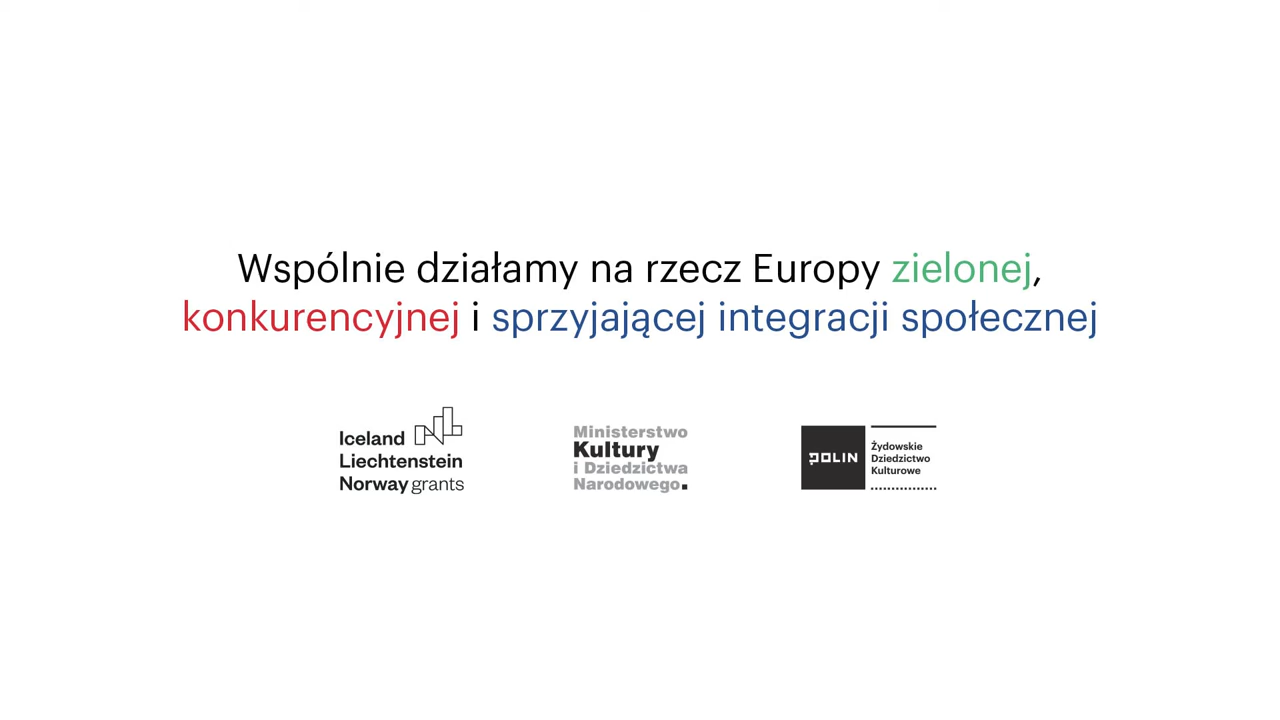 Wspólnie działamy na rzecz Europy zielonej,
konkurencyjnej i sprzyjającej integracji społecznej
Iceland
Liechtenstein
Norway grants
Ministerstwo
Kultury
i Dziedzictwa
Narodowego.
POLIN
Żydowskie
Dziedzictwo
Kulturowe